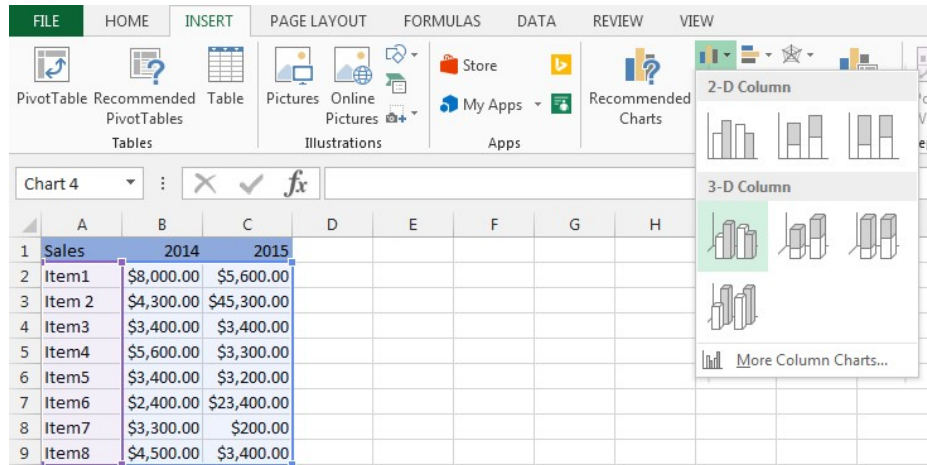 FILE HOME INSERT PAGE LAYOUT FORMULAS DATA REVIEW VIEW
PivotTable Recommended PivotTables Table
Tables
Pictures Online Pictures
Illustrations
Store
My Apps
Apps
Recommended Charts
2-D Column
3-D Column
More Column Charts...
Chart 4 fx
A B C D E F G H
1 Sales 2014 2015
2 Item1 $8,000.00 $5,600.00
3 Item 2 $4,300.00 $45,300.00
4 Item3 $3,400.00 $3,400.00
5 Item4 $5,600.00 $3,300.00
6 Item5 $3,400.00 $3,200.00
7 Item6 $2,400.00 $23,400.00
8 Item7 $3,300.00 $200.00
9 Item8 $4,500.00 $3,400.00